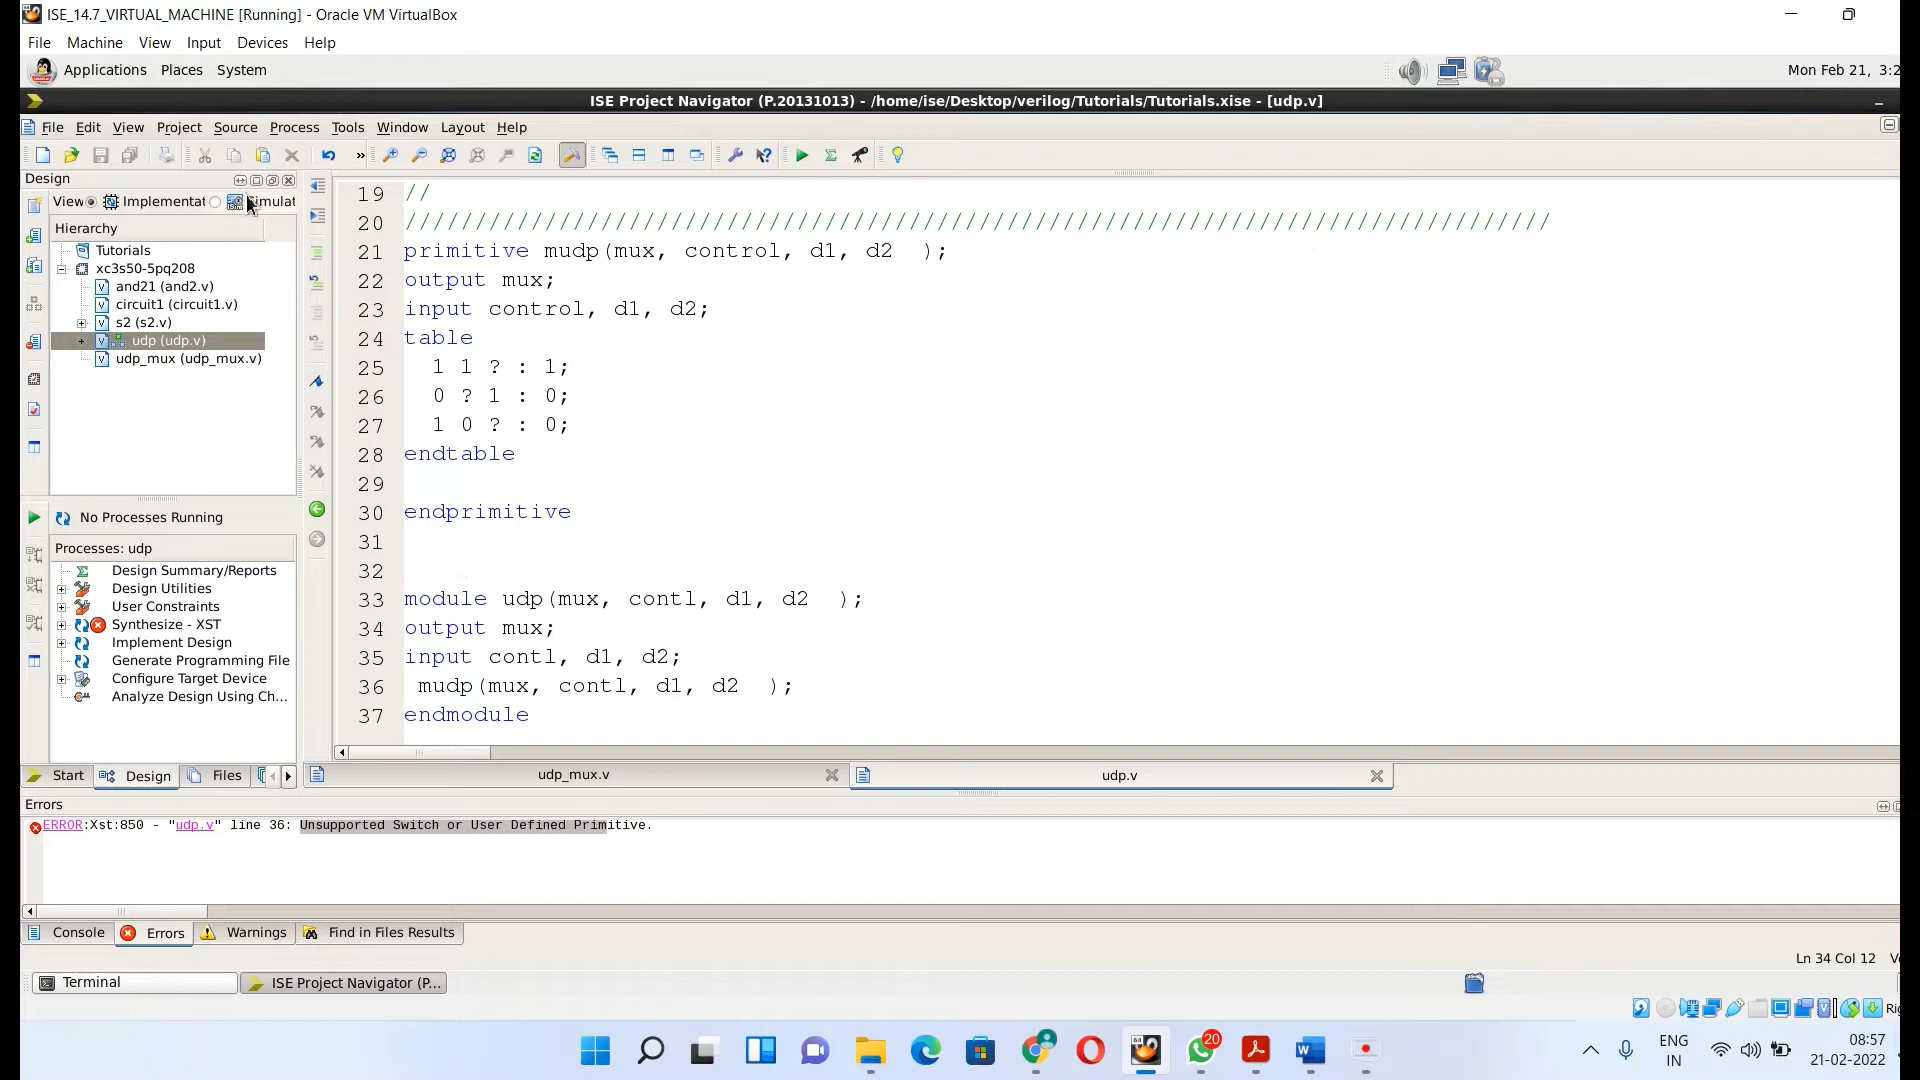 ISE_14.7_VIRTUAL_MACHINE [Running] - Oracle VM VirtualBox
File Machine View Input Devices Help
Applications Places System
Mon Feb 21, 3:2
ISE Project Navigator (P.20131013) - /home/ise/Desktop/verilog/Tutorials/Tutorials.xise - [udp.v]
File Edit View Project Source Process Tools Window Layout Help
»
Design
View Implementat
Hierarchy
Tutorials
xc3s50-5pq208
and21 (and2.v)
circuit1 (circuit1.v)
s2 (s2.v)
udp (udp.v)
udp_mux (udp_mux.v)
No Processes Running
Processes: udp
Design Summary/Reports
Design Utilities
User Constraints
Synthesize - XST
Implement Design
Generate Programming File
Configure Target Device
Analyze Design Using Ch...
Start Design Files
19 //
20 //////////////////////////////////////////////////////////////////////////////////
21 primitive mudp(mux, control, d1, d2  );
22 output mux;
23 input control, d1, d2;
24 table
25   1 1 ? : 1;
26   0 ? 1 : 0;
27   1 0 ? : 0;
28 endtable
29
30 endprimitive
31
32
33 module udp(mux, contl, d1, d2  );
34 output mux;
35 input contl, d1, d2;
36  mudp(mux, contl, d1, d2  );
37 endmodule
udp_mux.v
udp.v
Errors
ERROR:Xst:850 - "udp.v" line 36: Unsupported Switch or User Defined Primitive.
Console Errors Warnings Find in Files Results
Ln 34 Col 12
Terminal
ISE Project Navigator (P...
20
ENG
IN
08:57
21-02-2022